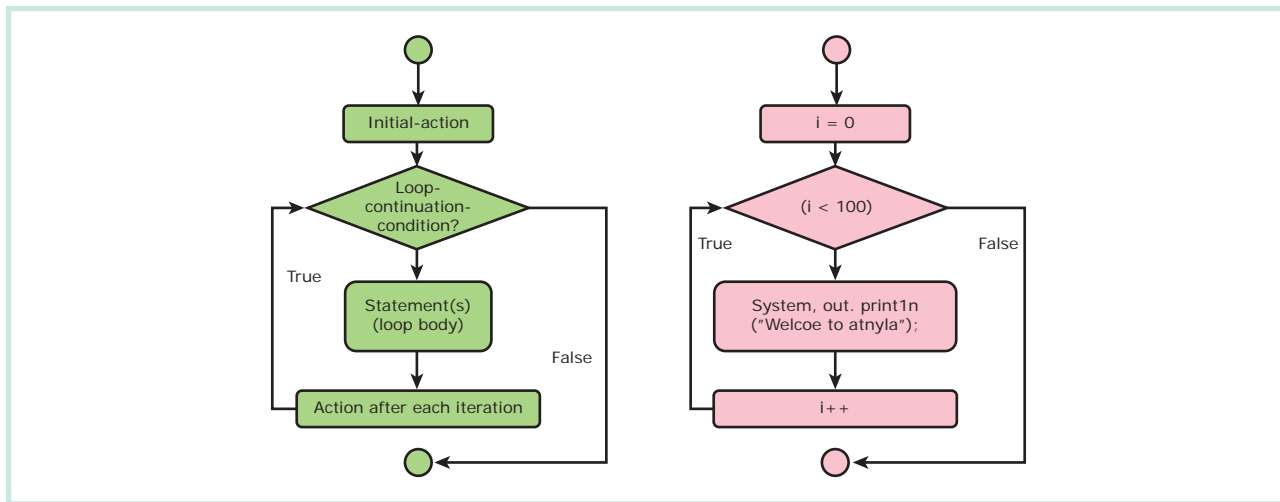 Initial-action
Loop-
continuation-
condition?
True
Statement(s)
(loop body)
False
Action after each iteration
i = 0
(i < 100)
True
False
System, out. print1n
("Welcoe to atnyla");
i++